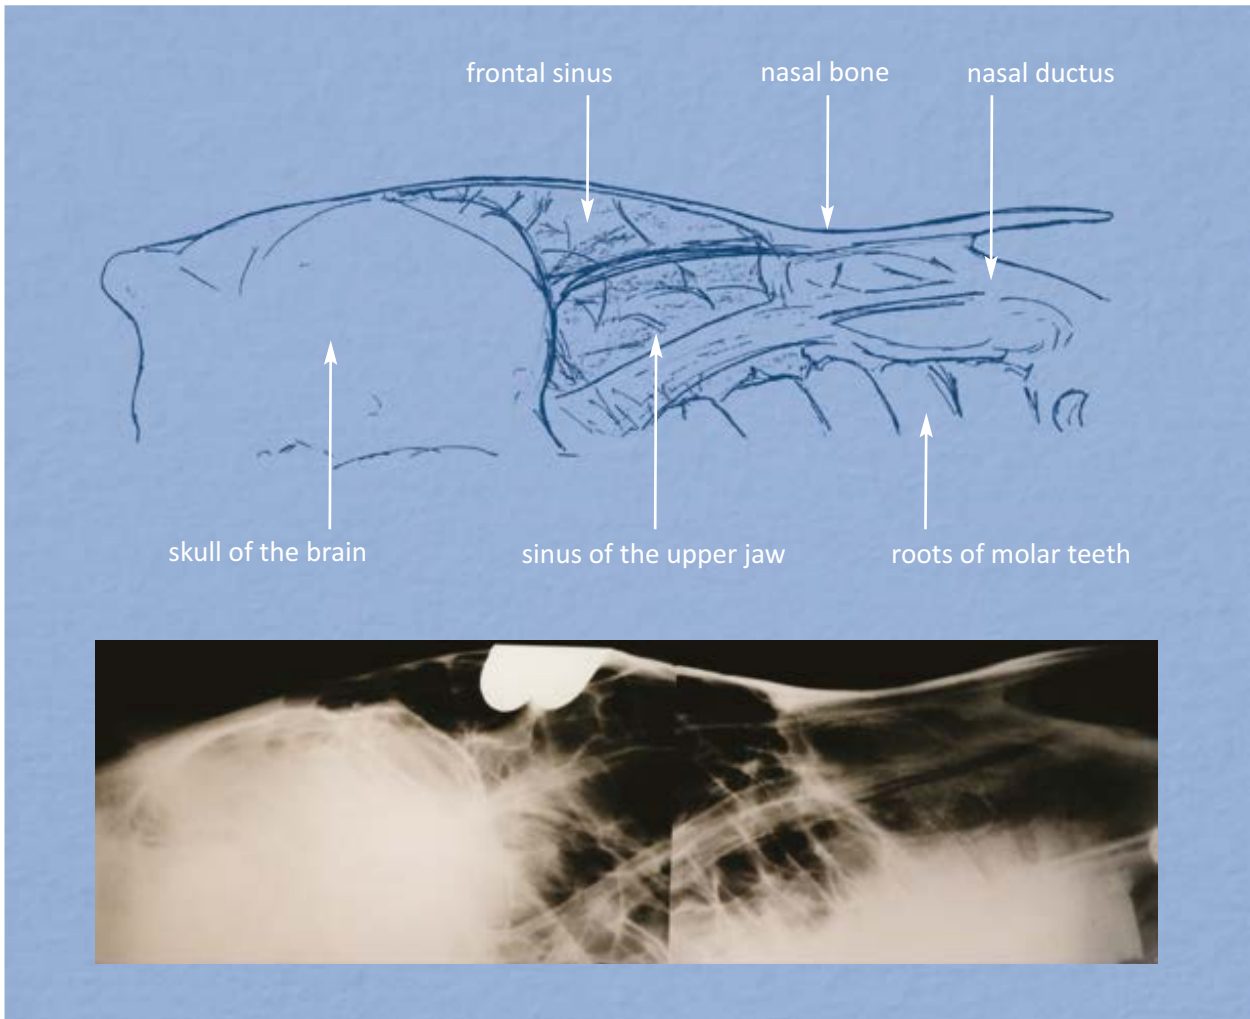 frontal sinus
nasal bone
nasal ductus
skull of the brain
sinus of the upper jaw
roots of molar teeth